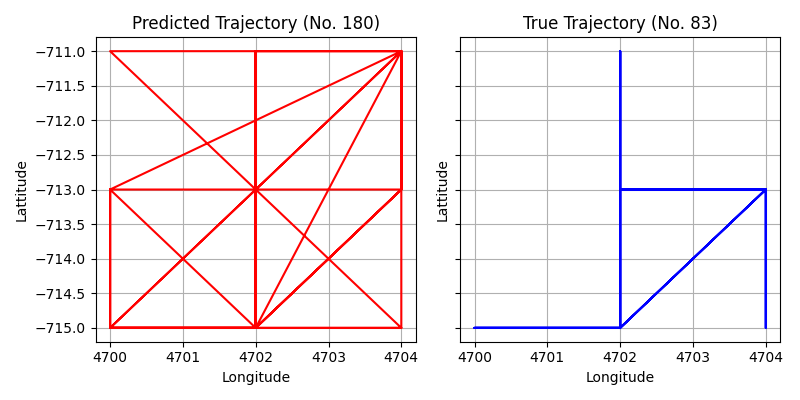 Predicted Trajectory (No. 180)
True Trajectory (No. 83)
−711.0
−711.5
−712.0
−712.5
−713.0
−713.5
−714.0
−714.5
−715.0
Lattitude
Lattitude
4700 4701 4702 4703 4704
4700 4701 4702 4703 4704
Longitude
Longitude